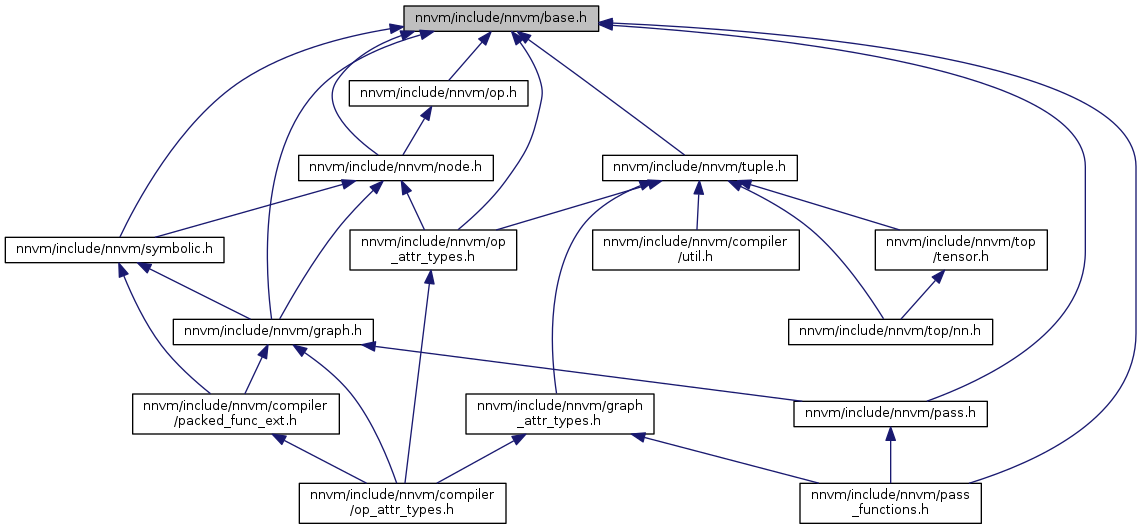 nnvm/include/nnvm/base.h
nnvm/include/nnvm/op.h
nnvm/include/nnvm/node.h
nnvm/include/nnvm/tuple.h
nnvm/include/nnvm/symbolic.h
nnvm/include/nnvm/op
_attr_types.h
nnvm/include/nnvm/compiler
/util.h
nnvm/include/nnvm/top
/tensor.h
nnvm/include/nnvm/graph.h
nnvm/include/nnvm/top/nn.h
nnvm/include/nnvm/compiler
/packed_func_ext.h
nnvm/include/nnvm/graph
_attr_types.h
nnvm/include/nnvm/pass.h
nnvm/include/nnvm/compiler
/op_attr_types.h
nnvm/include/nnvm/pass
_functions.h